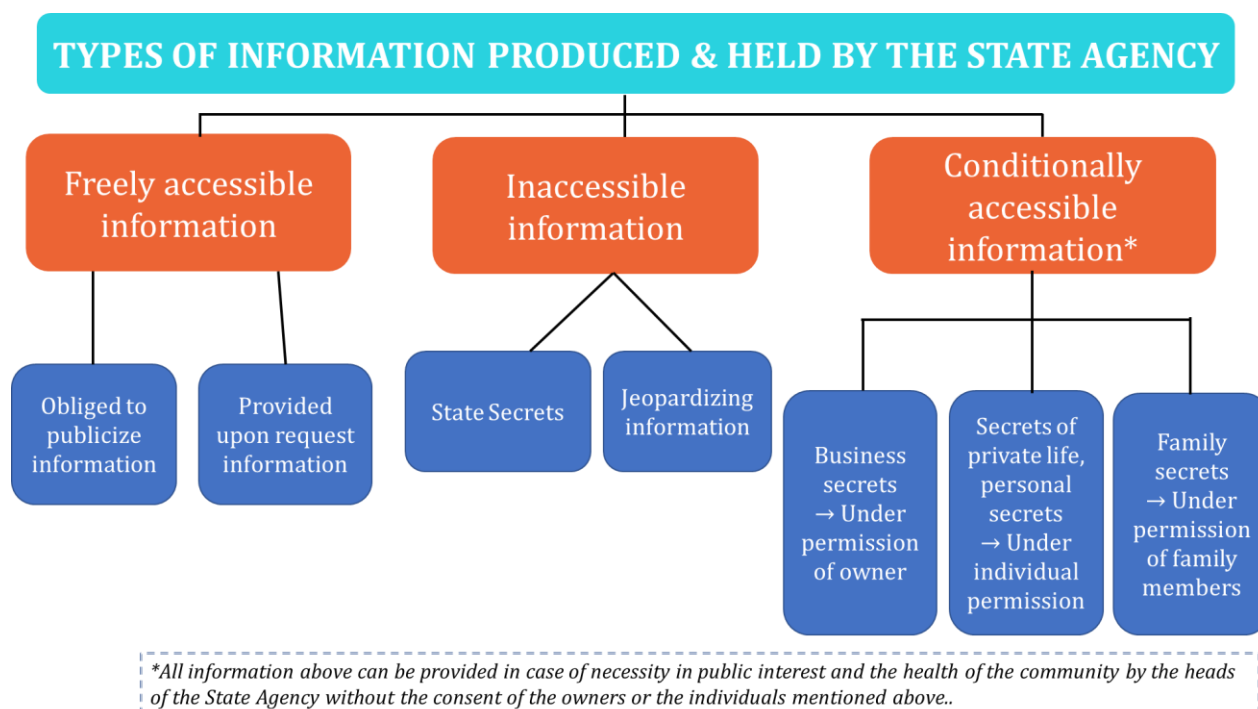 TYPES OF INFORMATION PRODUCED & HELD BY THE STATE AGENCY
Freely accessible
information
Inaccessible
information
Conditionally
accessible
information*
Obliged to
publicize
information
Provided
upon request
information
State Secrets
Jeopardizing
information
Business
secrets
→ Under
permission
of owner
Secrets of
private life,
personal
secrets
→ Under
individual
permission
Family
secrets
→ Under
permission
of family
members
*All information above can be provided in case of necessity in public interest and the health of the community by the heads
of the State Agency without the consent of the owners or the individuals mentioned above..